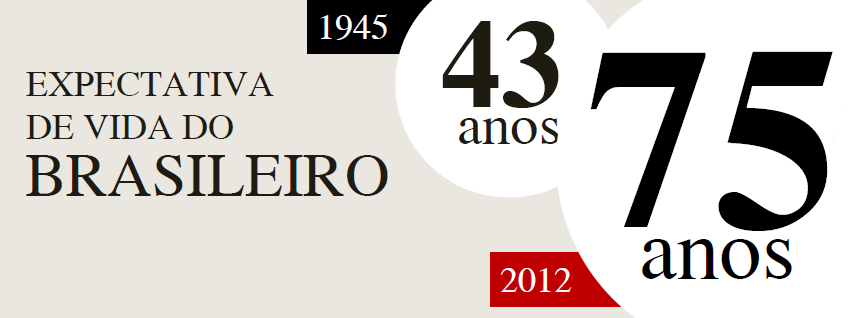 EXPECTATIVA
DE VIDA DO
BRASILEIRO
1945
43
anos
2012
75
anos